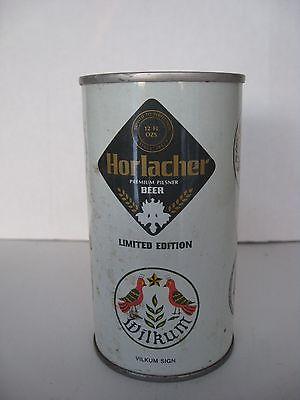 12 FL
OZS
Horlacher
PREMIUM PILSNER
BEER
LIMITED EDITION
Wilkum
VILKUM SIGN